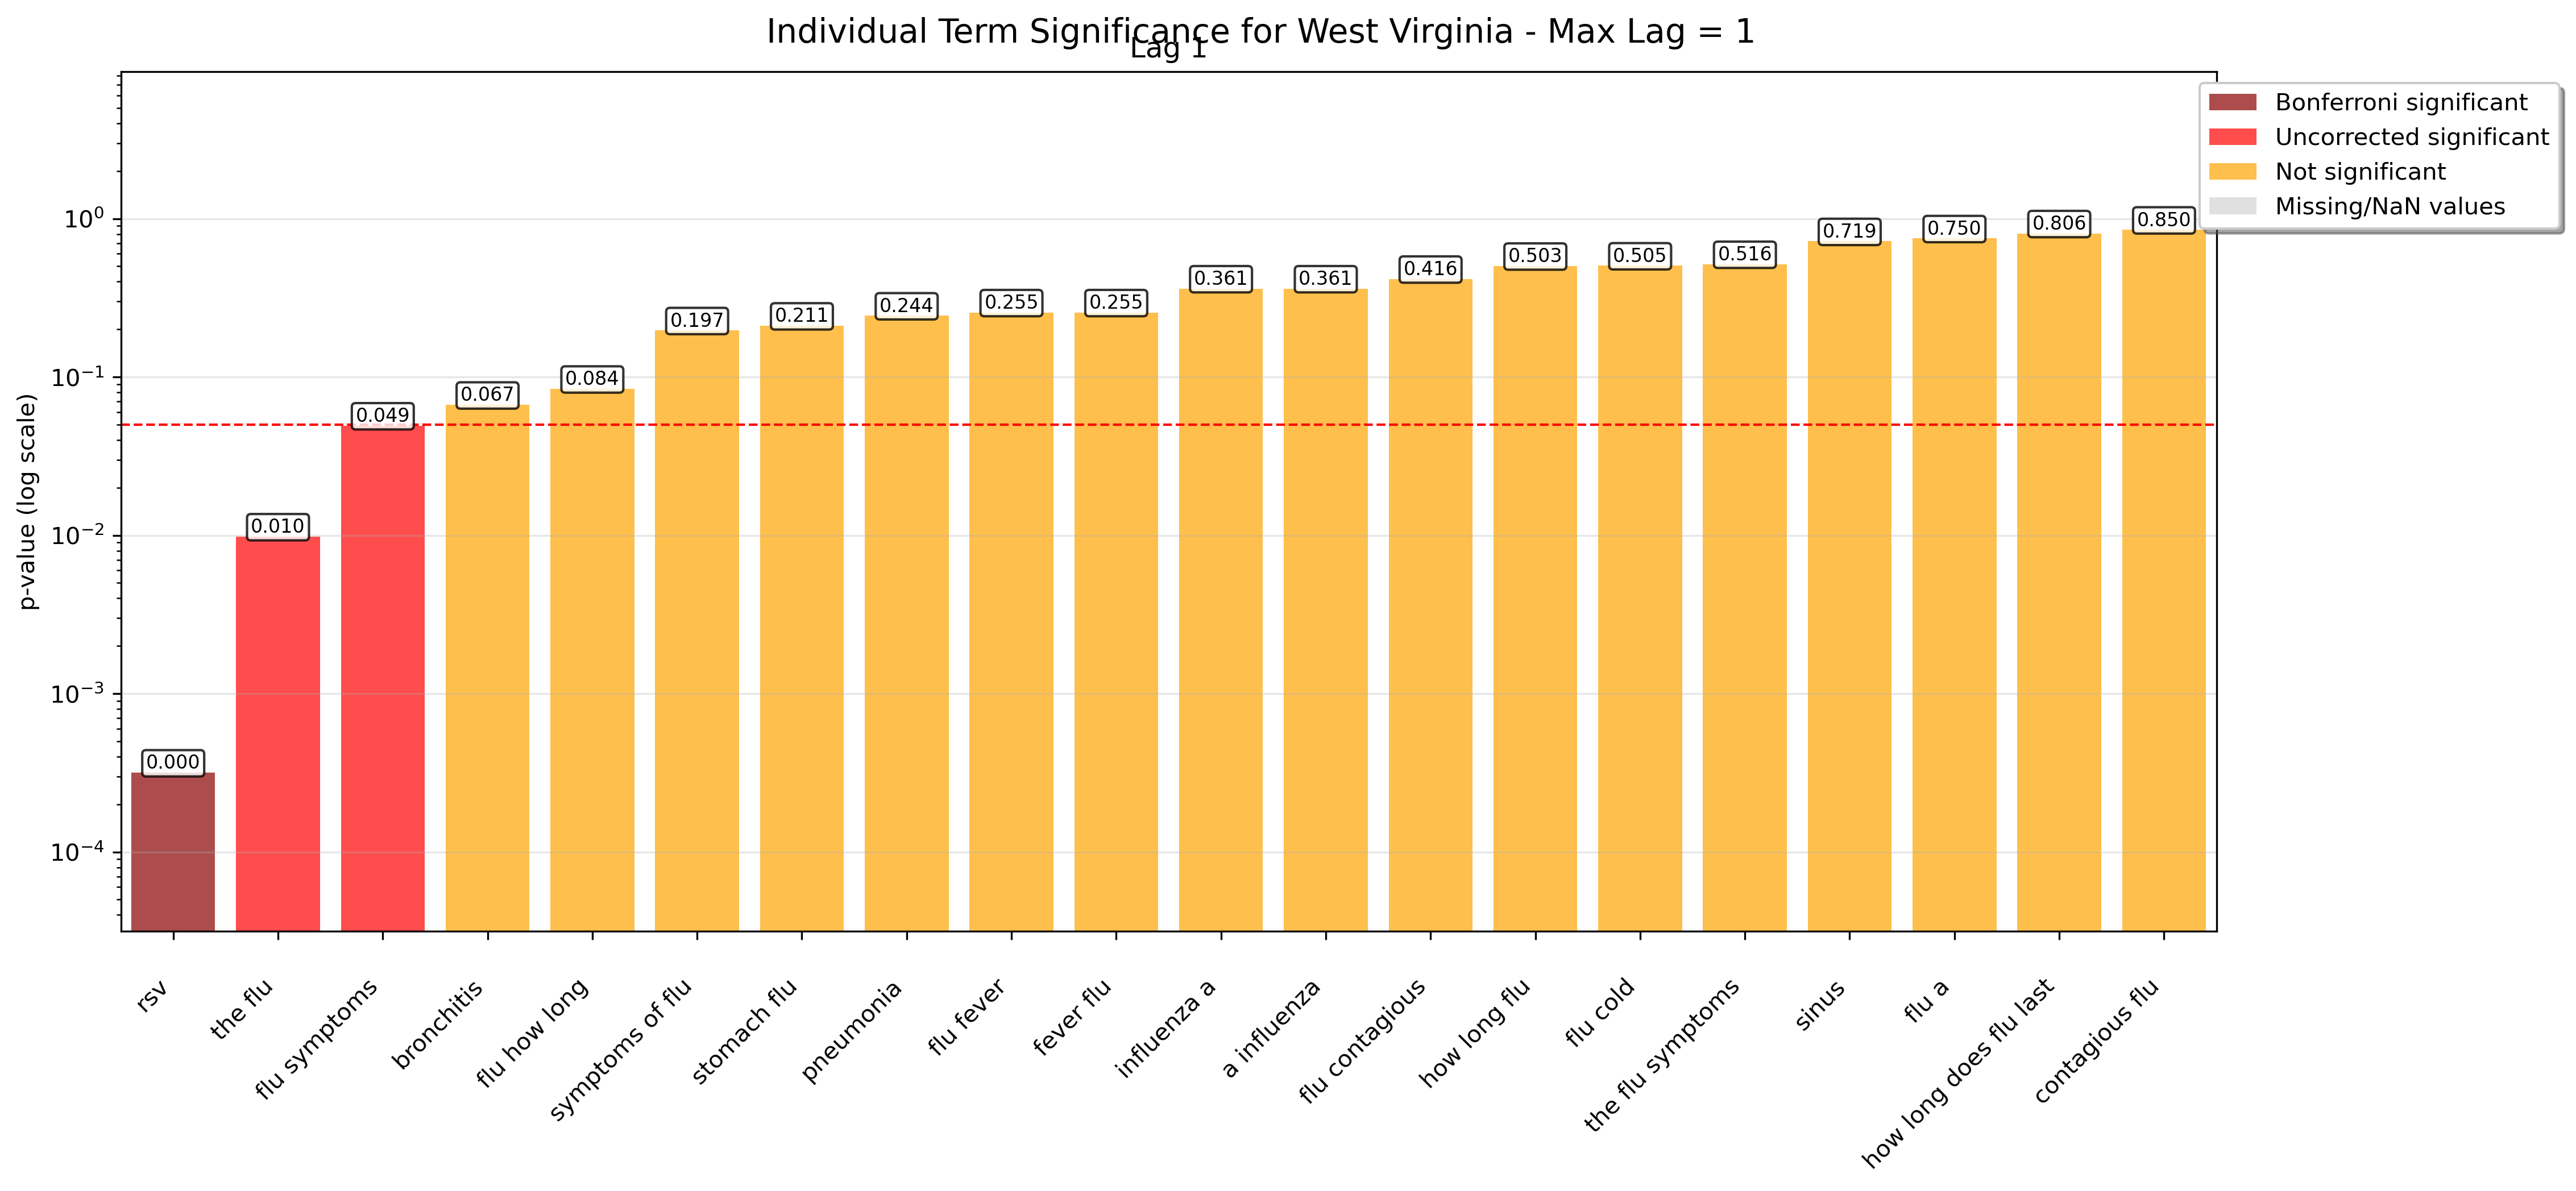 Individual Term Significance for West Virginia - Max Lag = 1
Lag 1
Bonferroni significant
Uncorrected significant
Not significant
Missing/NaN values
p-value (log scale)
10⁰
10⁻¹
10⁻²
10⁻³
10⁻⁴
0.000
0.010
0.049
0.067
0.084
0.197
0.211
0.244
0.255
0.255
0.361
0.361
0.416
0.503
0.505
0.516
0.719
0.750
0.806
0.850
rsv
the flu
flu symptoms
bronchitis
flu how long
symptoms of flu
stomach flu
pneumonia
flu fever
fever flu
influenza a
a influenza
flu contagious
how long flu
flu cold
the flu symptoms
sinus
flu a
how long does flu last
contagious flu